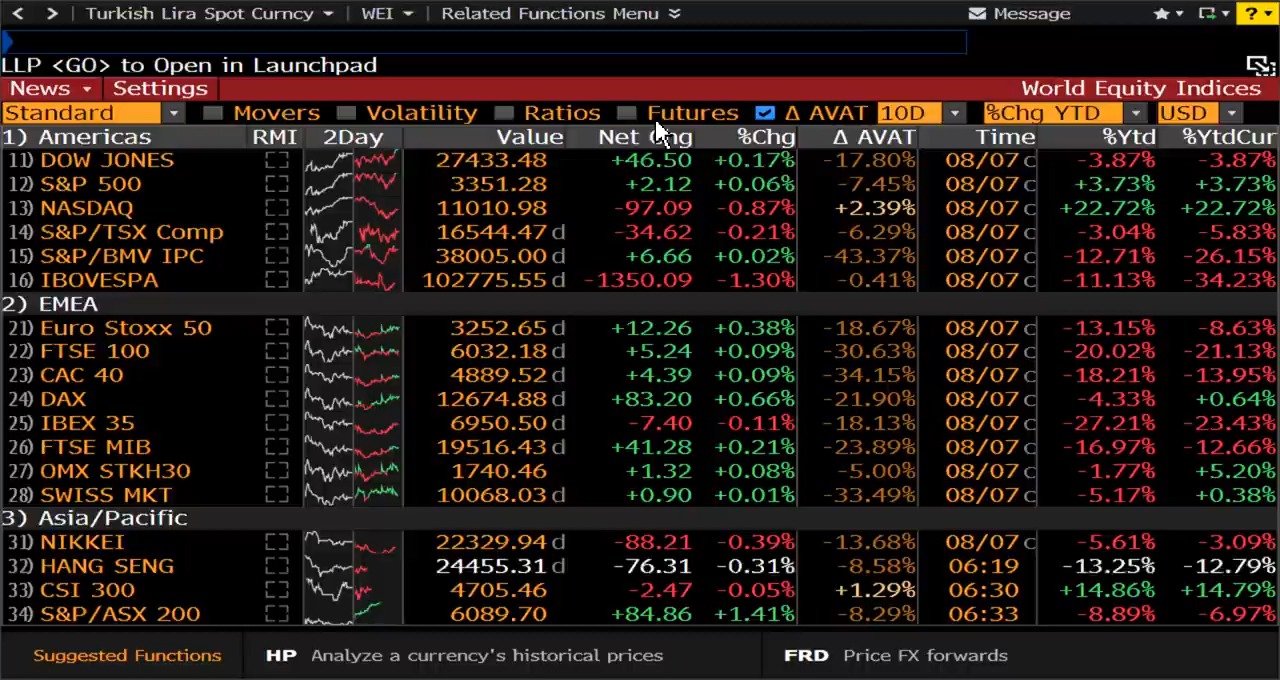 < > Turkish Lira Spot Curncy WEI Related Functions Menu Message ?
LLP <GO> to Open in Launchpad
News Settings World Equity Indices
Standard Movers Volatility Ratios Futures Δ AVAT 10D %Chg YTD USD
1) Americas RMI 2Day Value Net Chg %Chg Δ AVAT Time %Ytd %YtdCur
11) DOW JONES 27433.48 +46.50 +0.17% -17.80% 08/07 c -3.87% -3.87%
12) S&P 500 3351.28 +2.12 +0.06% -7.45% 08/07 c +3.73% +3.73%
13) NASDAQ 11010.98 -97.09 -0.87% +2.39% 08/07 c +22.72% +22.72%
14) S&P/TSX Comp 16544.47 d -34.62 -0.21% -6.29% 08/07 c -3.04% -5.83%
15) S&P/BMV IPC 38005.00 d +6.66 +0.02% -43.37% 08/07 c -12.71% -26.15%
16) IBOVESPA 102775.55 d -1350.09 -1.30% -0.41% 08/07 c -11.13% -34.23%
2) EMEA
21) Euro Stoxx 50 3252.65 d +12.26 +0.38% -18.67% 08/07 c -13.15% -8.63%
22) FTSE 100 6032.18 d +5.24 +0.09% -30.63% 08/07 c -20.02% -21.13%
23) CAC 40 4889.52 d +4.39 +0.09% -34.15% 08/07 c -18.21% -13.95%
24) DAX 12674.88 d +83.20 +0.66% -21.90% 08/07 c -4.33% +0.64%
25) IBEX 35 6950.50 d -7.40 -0.11% -18.13% 08/07 c -27.21% -23.43%
26) FTSE MIB 19516.43 d +41.28 +0.21% -23.89% 08/07 c -16.97% -12.66%
27) OMX STKH30 1740.46 +1.32 +0.08% -5.00% 08/07 c -1.77% +5.20%
28) SWISS MKT 10068.03 d +0.90 +0.01% -33.49% 08/07 c -5.17% +0.38%
3) Asia/Pacific
31) NIKKEI 22329.94 d -88.21 -0.39% -13.68% 08/07 c -5.61% -3.09%
32) HANG SENG 24455.31 d -76.31 -0.31% -8.58% 06:19 -13.25% -12.79%
33) CSI 300 4705.46 -2.47 -0.05% +1.29% 06:30 +14.86% +14.79%
34) S&P/ASX 200 6089.70 +84.86 +1.41% -8.29% 06:33 -8.89% -6.97%
Suggested Functions HP Analyze a currency's historical prices FRD Price FX forwards